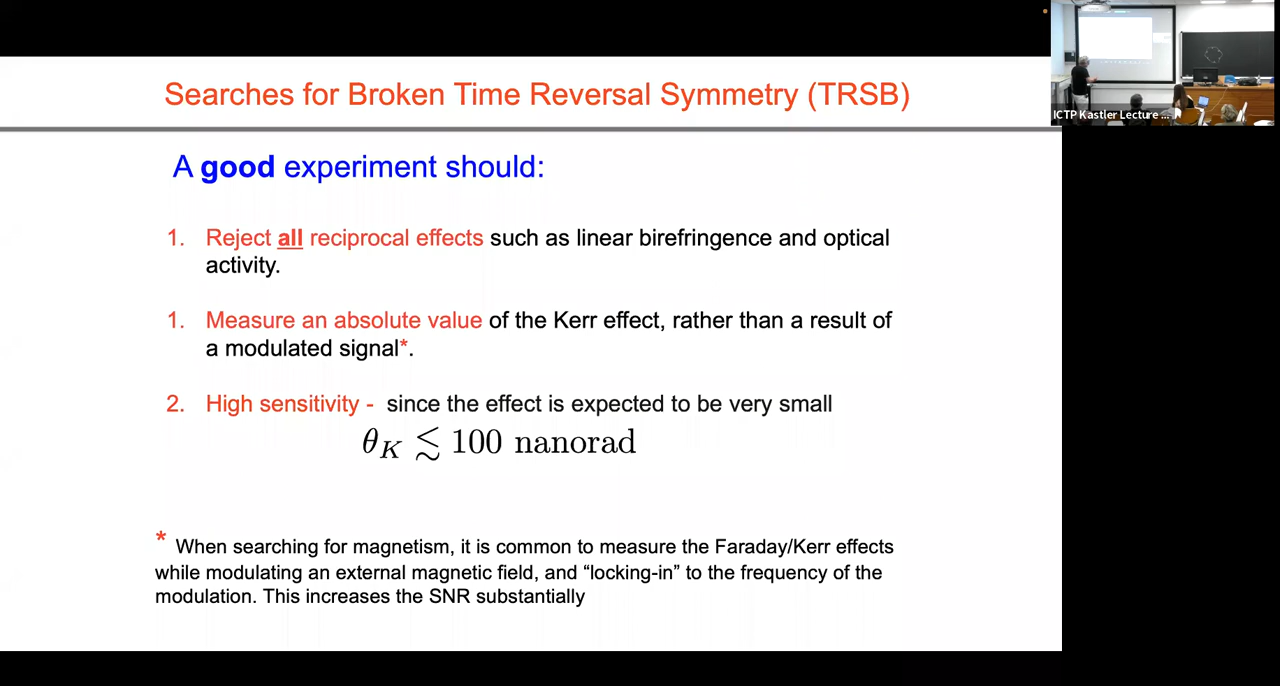 Searches for Broken Time Reversal Symmetry (TRSB)
ICTP Kastler Lecture ...
A good experiment should:
1. Reject all reciprocal effects such as linear birefringence and optical
activity.
1. Measure an absolute value of the Kerr effect, rather than a result of
a modulated signal*.
2. High sensitivity - since the effect is expected to be very small
θ_K ≲ 100 nanorad
* When searching for magnetism, it is common to measure the Faraday/Kerr effects
while modulating an external magnetic field, and “locking-in” to the frequency of the
modulation. This increases the SNR substantially